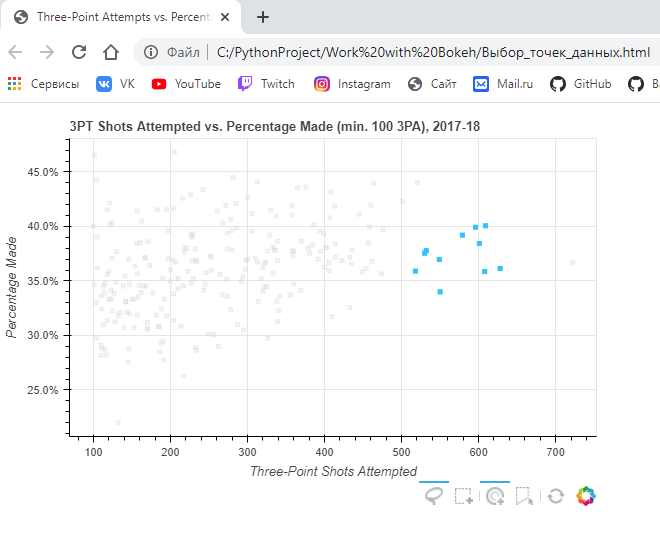 Three-Point Attempts vs. Percent
Файл C:/PythonProject/Work%20with%20Bokeh/Выбор_точек_данных.html
Сервисы VK YouTube Twitch Instagram Сайт Mail.ru GitHub
3PT Shots Attempted vs. Percentage Made (min. 100 3PA), 2017-18
45.0%
40.0%
35.0%
30.0%
25.0%
Percentage Made
100 200 300 400 500 600 700
Three-Point Shots Attempted